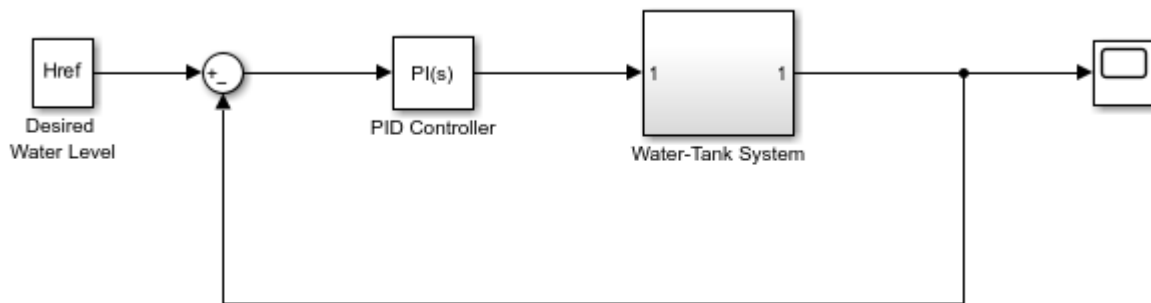 Href
Desired
Water Level
+
−
PI(s)
PID Controller
1
1
Water-Tank System